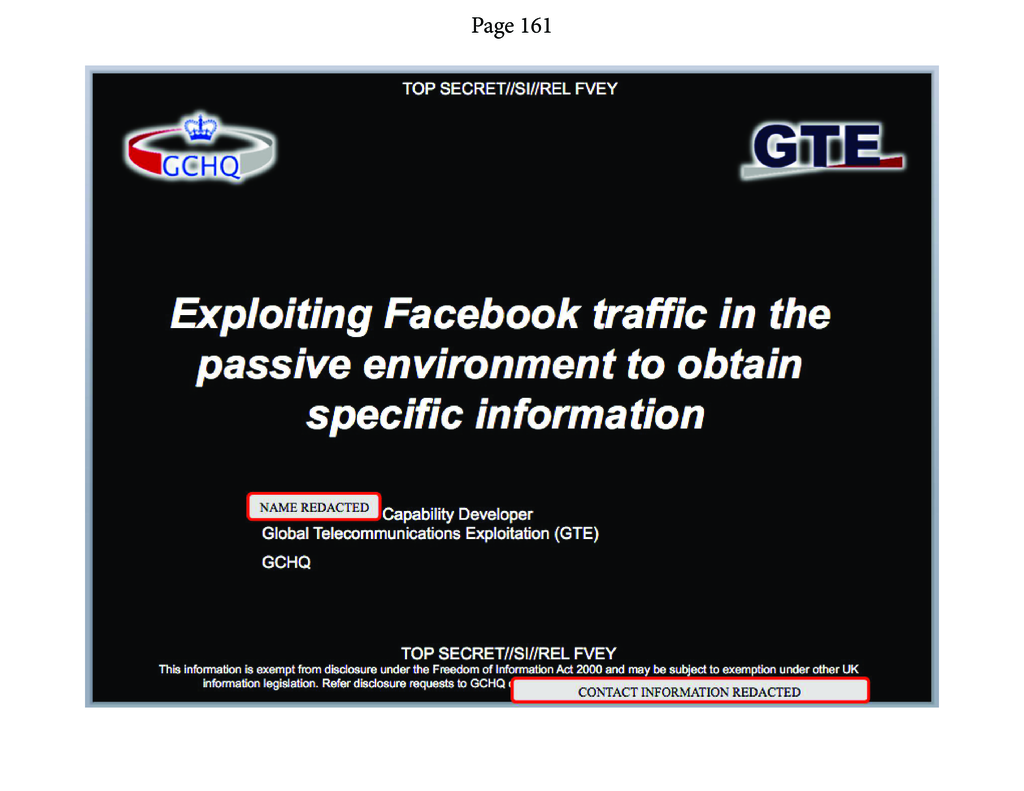 Page 161
TOP SECRET//SI//REL FVEY
GCHQ
GTE
Exploiting Facebook traffic in the
passive environment to obtain
specific information
NAME REDACTED Capability Developer
Global Telecommunications Exploitation (GTE)
GCHQ
TOP SECRET//SI//REL FVEY
This information is exempt from disclosure under the Freedom of Information Act 2000 and may be subject to exemption under other UK
information legislation. Refer disclosure requests to GCHQ
CONTACT INFORMATION REDACTED